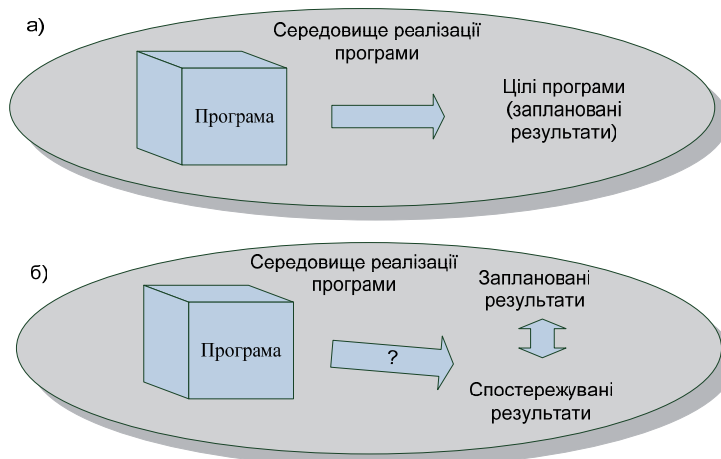 а)
Середовище реалізації
програми
Програма
Цілі програми
(заплановані
результати)
б)
Середовище реалізації
програми
Програма
?
Заплановані
результати
Спостережувані
результати